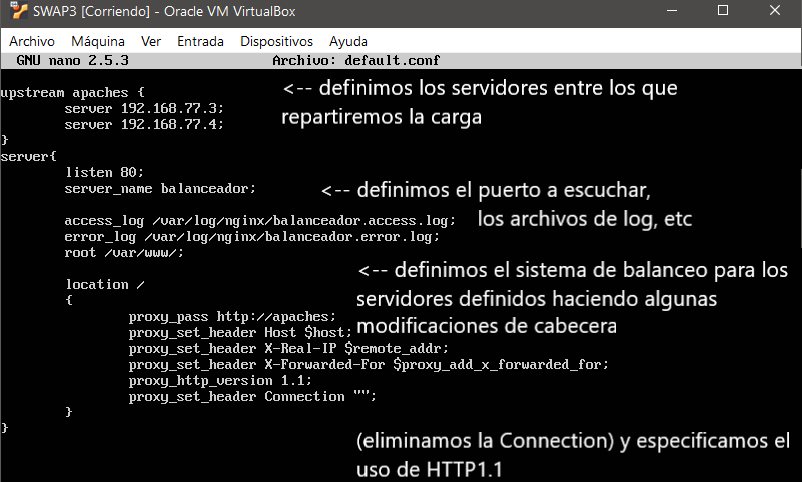 SWAP3 [Corriendo] - Oracle VM VirtualBox
Archivo Máquina Ver Entrada Dispositivos Ayuda
GNU nano 2.5.3 Archivo: default.conf
upstream apaches {
<-- definimos los servidores entre los que
server 192.168.77.3;
repartiremos la carga
server 192.168.77.4;
}
server{
listen 80;
server_name balanceador;
<-- definimos el puerto a escuchar,
los archivos de log, etc
access_log /var/log/nginx/balanceador.access.log;
error_log /var/log/nginx/balanceador.error.log;
root /var/www/;
<-- definimos el sistema de balanceo para los
servidores definidos haciendo algunas
modificaciones de cabecera
location /
{
proxy_pass http://apaches;
proxy_set_header Host $host;
proxy_set_header X-Real-IP $remote_addr;
proxy_set_header X-Forwarded-For $proxy_add_x_forwarded_for;
proxy_http_version 1.1;
proxy_set_header Connection "";
}
}
(eliminamos la Connection) y especificamos el
uso de HTTP1.1